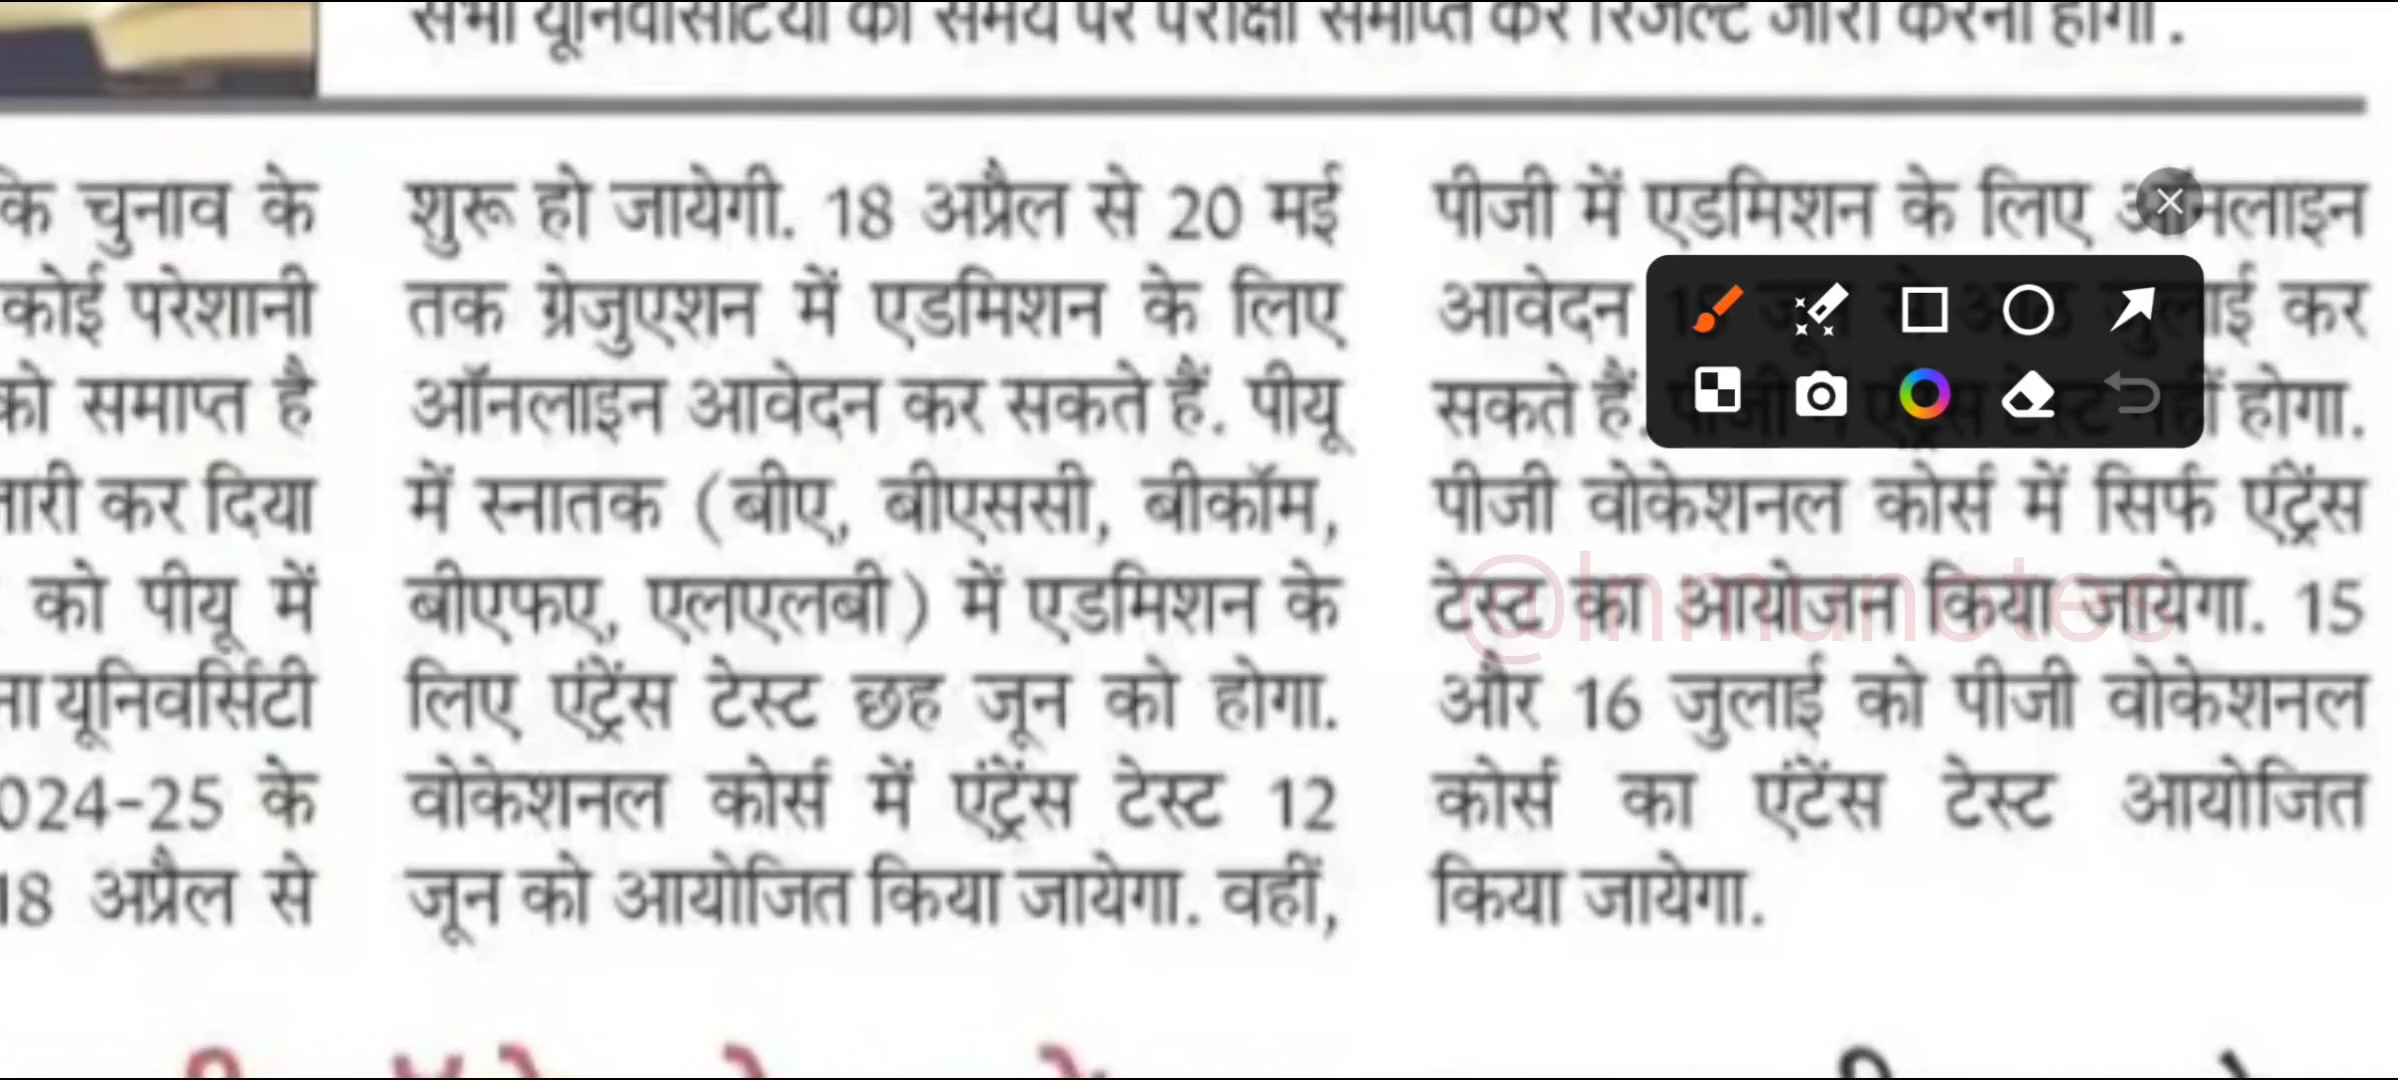 सभी यूनिवर्सिटियों को समय पर परीक्षा समाप्त कर रिजल्ट जारी करना होगा.
कि चुनाव के
कोई परेशानी
को समाप्त है
जारी कर दिया
को पीयू में
यूनिवर्सिटी
024-25 के
18 अप्रैल से
शुरू हो जायेगी. 18 अप्रैल से 20 मई
तक ग्रेजुएशन में एडमिशन के लिए
ऑनलाइन आवेदन कर सकते हैं. पीयू
में स्नातक (बीए, बीएससी, बीकॉम,
बीएफए, एलएलबी) में एडमिशन के
लिए एंट्रेंस टेस्ट छह जून को होगा.
वोकेशनल कोर्स में एंट्रेंस टेस्ट 12
जून को आयोजित किया जायेगा. वहीं,
पीजी में एडमिशन के लिए ऑनलाइन
आवेदन जुलाई कर
सकते हैं. पीजी में एंट्रेंस टेस्ट नहीं होगा.
पीजी वोकेशनल कोर्स में सिर्फ एंट्रेंस
टेस्ट का आयोजन किया जायेगा. 15
और 16 जुलाई को पीजी वोकेशनल
कोर्स का एंटेंस टेस्ट आयोजित
किया जायेगा.
@lnmunotes